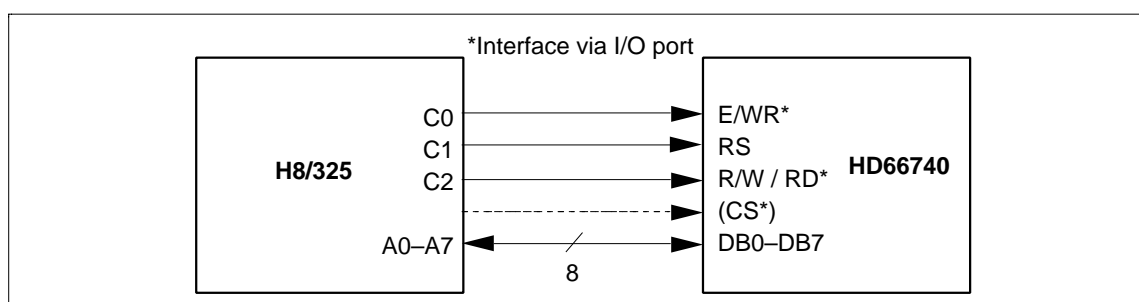 *Interface via I/O port
C0
E/WR*
C1
RS
H8/325
C2
R/W / RD*
HD66740
(CS*)
A0–A7
DB0–DB7
8